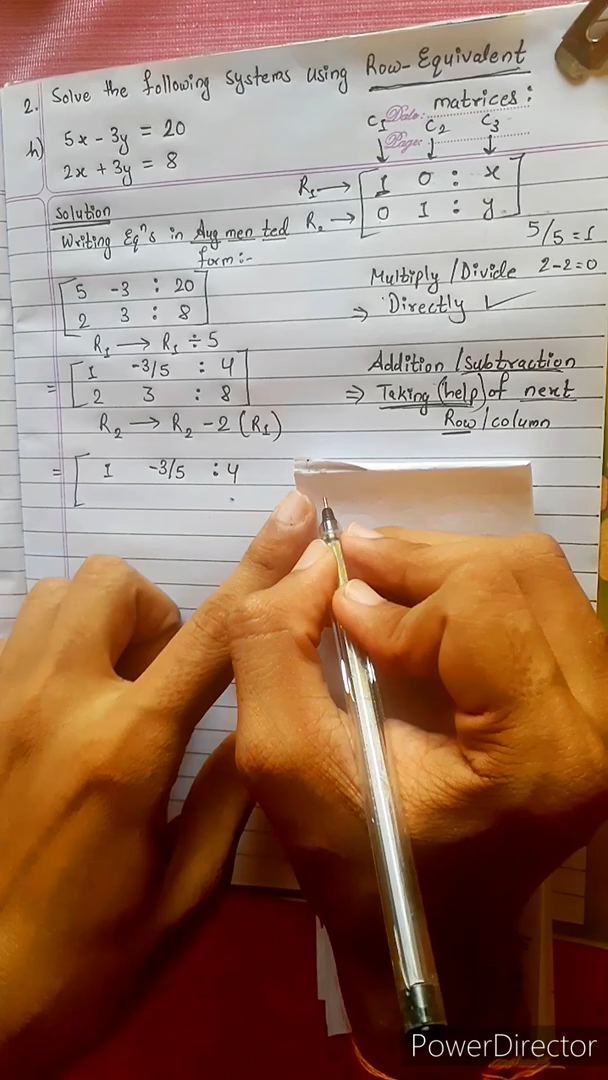 2. Solve the following systems using Row-Equivalent
matrices:
h) 5x - 3y = 20
2x + 3y = 8
Date:
Page:
C1 C2 C3
R1 → [ 1 0 : x
R2 → 0 1 : y ]
Solution
Writing Eqⁿs in Augmented
form:-
5/5 = 1
2-2=0
[ 5 -3 : 20
2 3 : 8 ]
Multiply / Divide
⇒ Directly ✓
R1 → R1 ÷ 5
= [ 1 -3/5 : 4
2 3 : 8 ]
Addition / subtraction
⇒ Taking (help) of next
Row / column
R2 → R2 - 2 (R1)
= [ 1 -3/5 : 4
PowerDirector